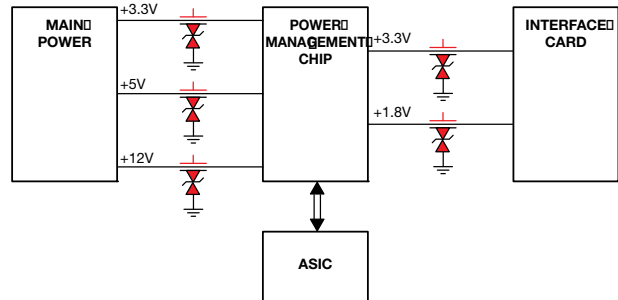 MAIN
POWER
+3.3V
+5V
+12V
POWER
MANAGEMENT
CHIP
+3.3V
+1.8V
INTERFACE
CARD
ASIC